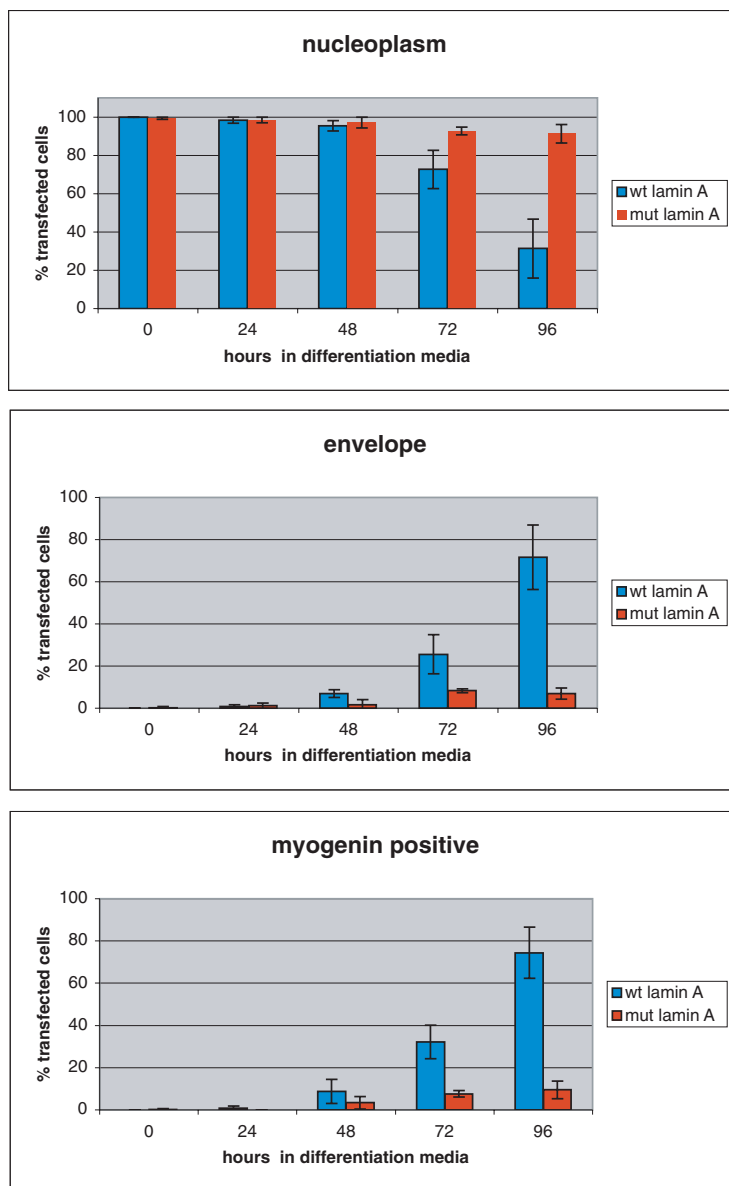 nucleoplasm
100
80
60
40
20
0
% transfected cells
0 24 48 72 96
hours in differentiation media
wt lamin A
mut lamin A
envelope
100
80
60
40
20
0
% transfected cells
0 24 48 72 96
hours in differentiation media
wt lamin A
mut lamin A
myogenin positive
100
80
60
40
20
0
% transfected cells
0 24 48 72 96
hours in differentiation media
wt lamin A
mut lamin A